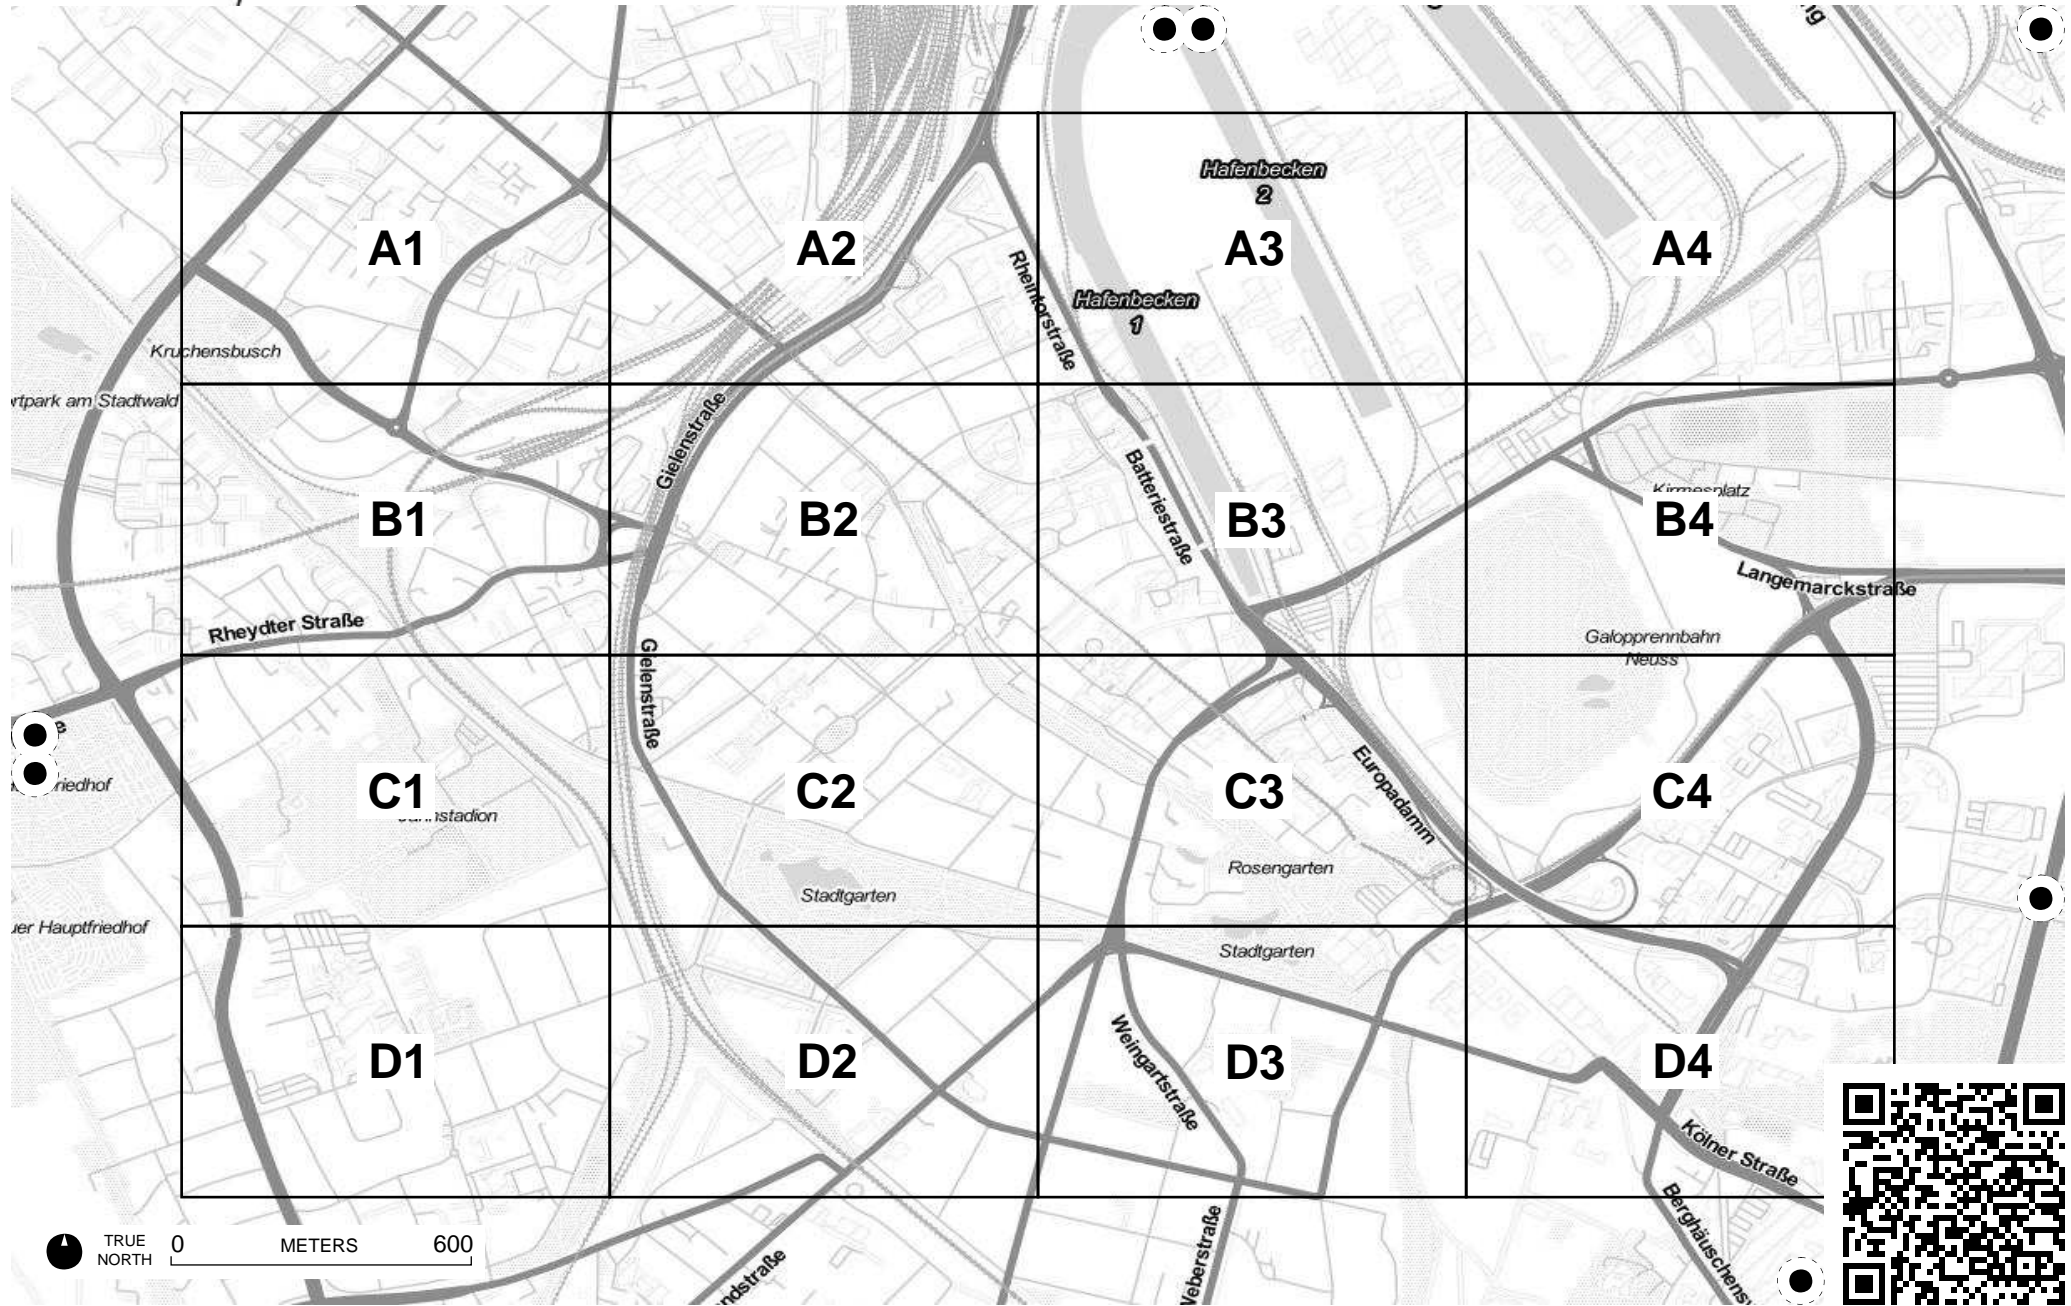 Hafenbecken
2
A1
A2
A3
A4
Rheintorstraße
Hafenbecken
1
Kruchensbusch
rtpark am Stadtwald
Gielenstraße
Batteriestraße
Kirmesplatz
B1
B2
B3
B4
Langemarckstraße
Rheydter Straße
Galopprennbahn
Neuss
Gielenstraße
Europadamm
riedhof
C1
C2
C3
C4
Rosengarten
Stadtgarten
uer Hauptfriedhof
Stadtgarten
Weingartstraße
D1
D2
D3
D4
Kölner Straße
Berghäuschensw
Weberstraße
ndstraße
TRUE
NORTH
0 METERS 600